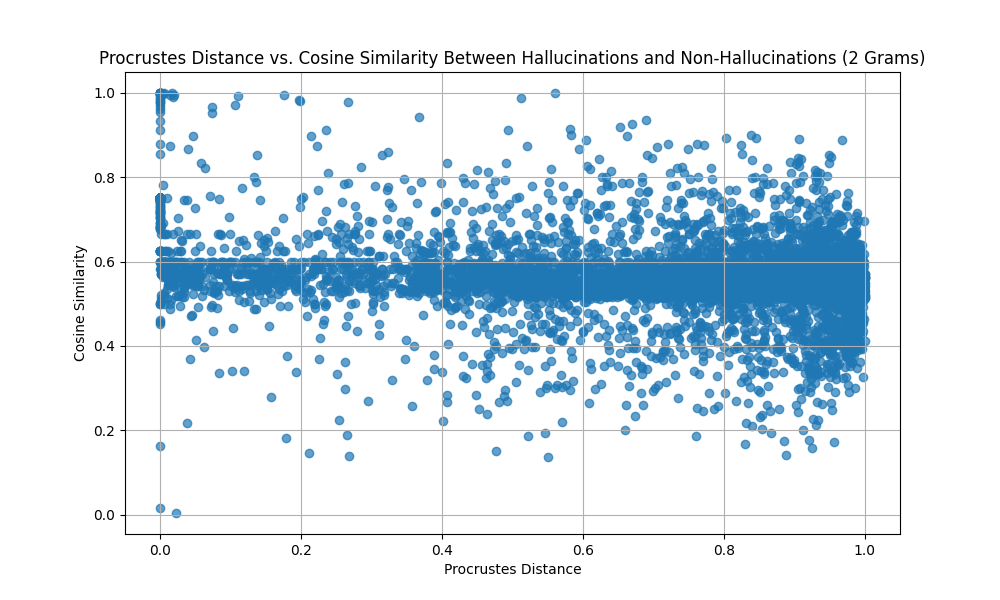 Procrustes Distance vs. Cosine Similarity Between Hallucinations and Non-Hallucinations (2 Grams)
1.0
0.8
0.6
0.4
0.2
0.0
Cosine Similarity
0.0 0.2 0.4 0.6 0.8 1.0
Procrustes Distance